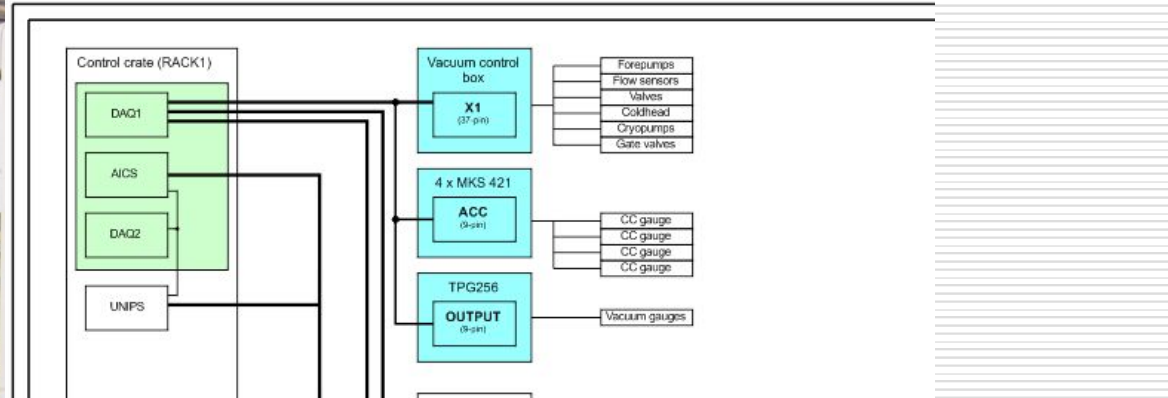 Control crate (RACK1)
DAQ1
AICS
DAQ2
UNIPS
Vacuum control
box
X1
(37-pin)
Forepumps
Flow sensors
Valves
Coldhead
Cryopumps
Gate valves
4 x MKS 421
ACC
(9-pin)
CC gauge
CC gauge
CC gauge
CC gauge
TPG256
OUTPUT
(9-pin)
Vacuum gauges